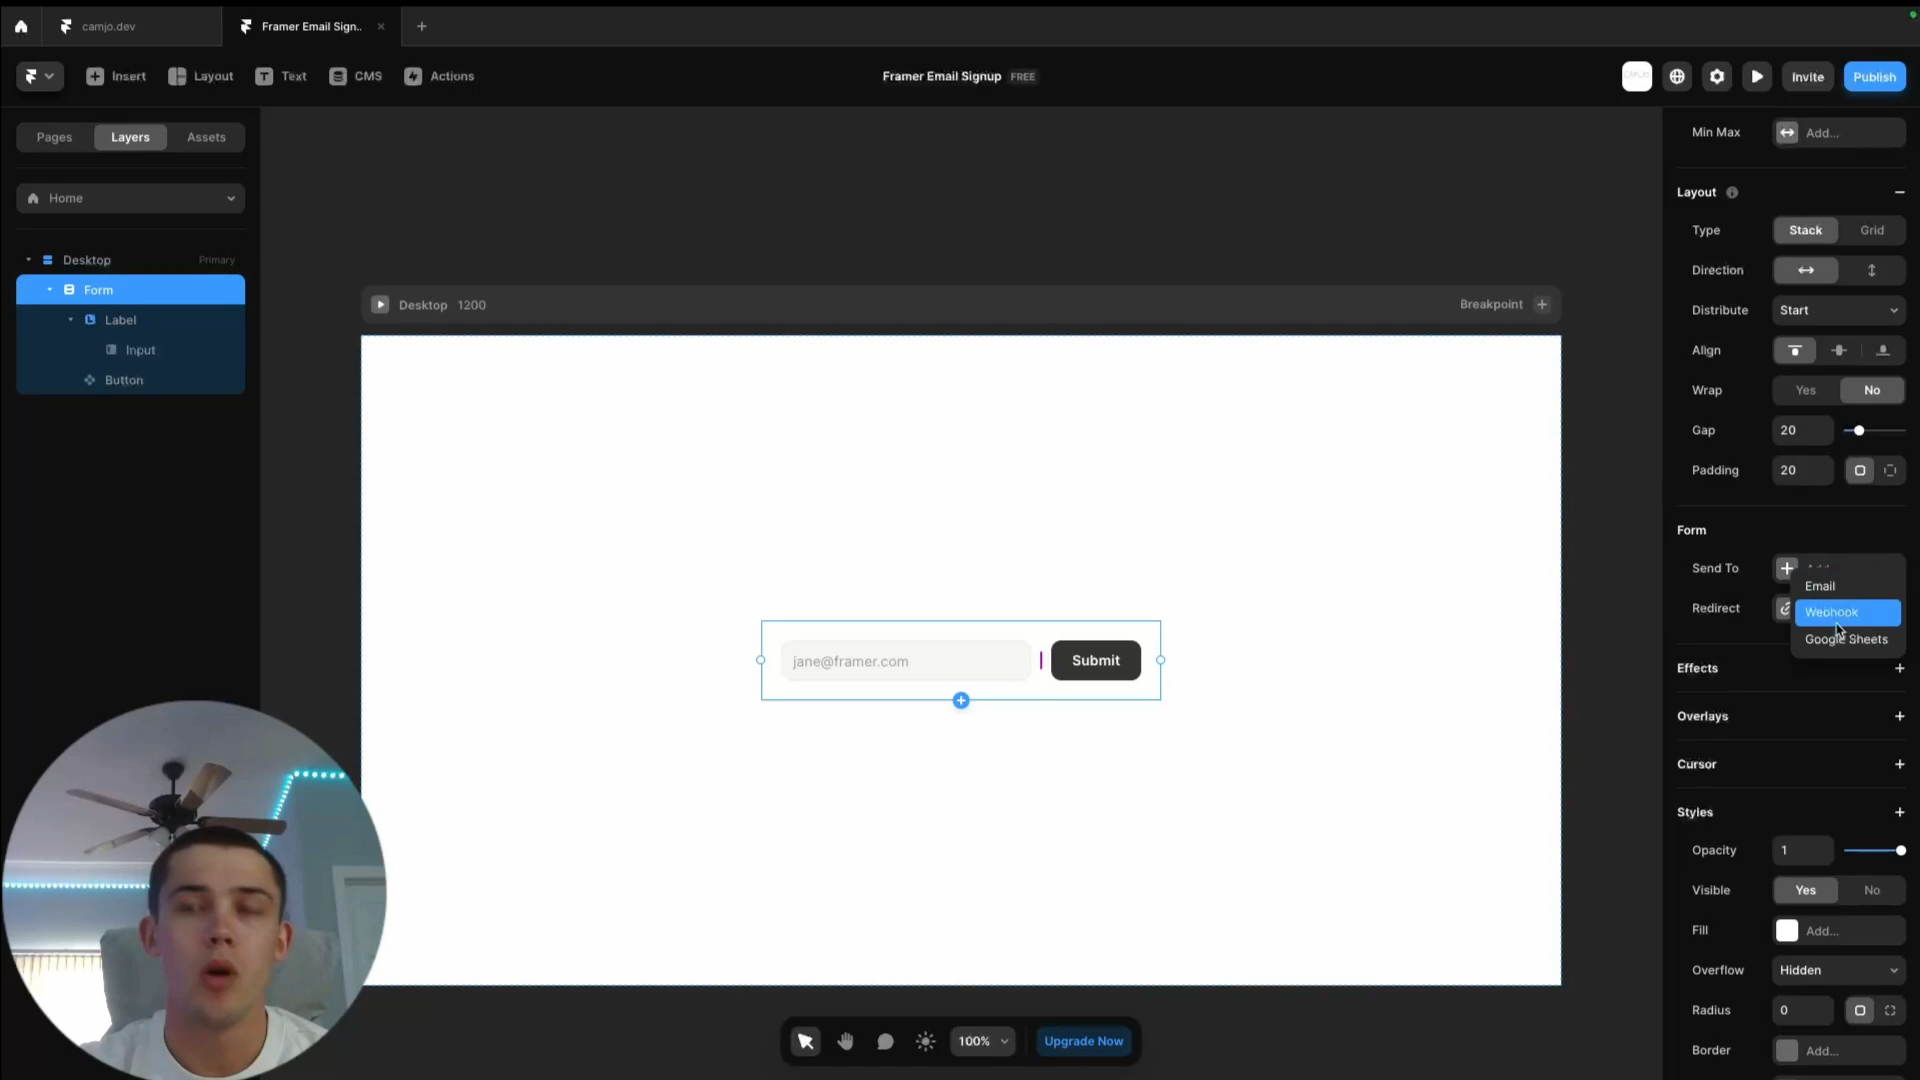 camjo.dev
Framer Email Sign..
Insert
Layout
Text
CMS
Actions
Framer Email Signup FREE
Invite
Publish
Pages
Layers
Assets
Home
Desktop
Primary
Form
Label
Input
Button
Desktop 1200
Breakpoint
jane@framer.com
Submit
100%
Upgrade Now
Min Max
Add...
Layout
Type
Stack
Grid
Direction
Distribute
Start
Align
Wrap
Yes
No
Gap
20
Padding
20
Form
Send To
Redirect
Email
Webhook
Google Sheets
Effects
Overlays
Cursor
Styles
Opacity
1
Visible
Yes
No
Fill
Add...
Overflow
Hidden
Radius
0
Border
Add...